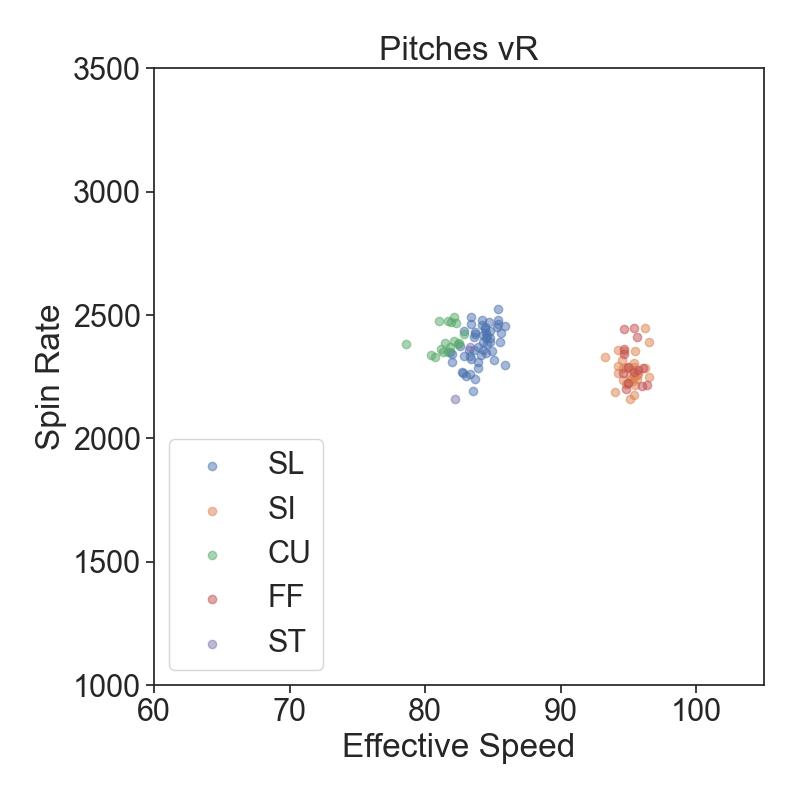 Pitches vR
3500
3000
2500
2000
1500
1000
Spin Rate
SL
SI
CU
FF
ST
60 70 80 90 100
Effective Speed